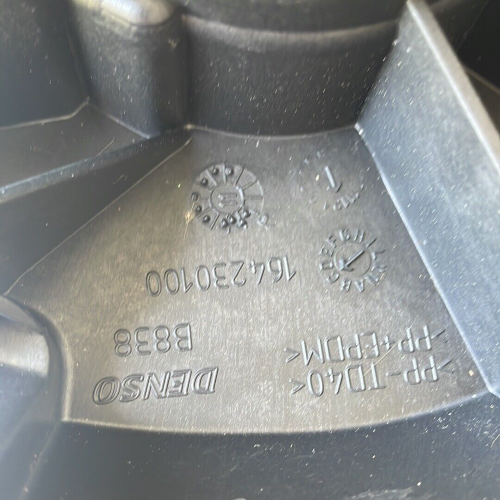 DENSO
B838
164230100
>PP-TD40<
>PP+EPDM<